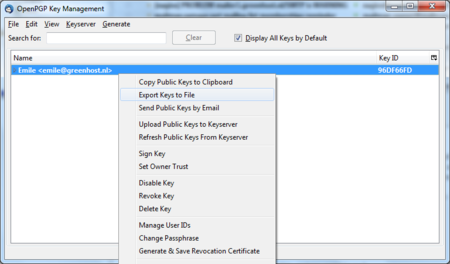 OpenPGP Key Management
File Edit View Keyserver Generate
Search for: Clear Display All Keys by Default
Name Key ID
Emile <emile@greenhost.nl> 96DF66FD
Copy Public Keys to Clipboard
Export Keys to File
Send Public Keys by Email
Upload Public Keys to Keyserver
Refresh Public Keys From Keyserver
Sign Key
Set Owner Trust
Disable Key
Revoke Key
Delete Key
Manage User IDs
Change Passphrase
Generate & Save Revocation Certificate